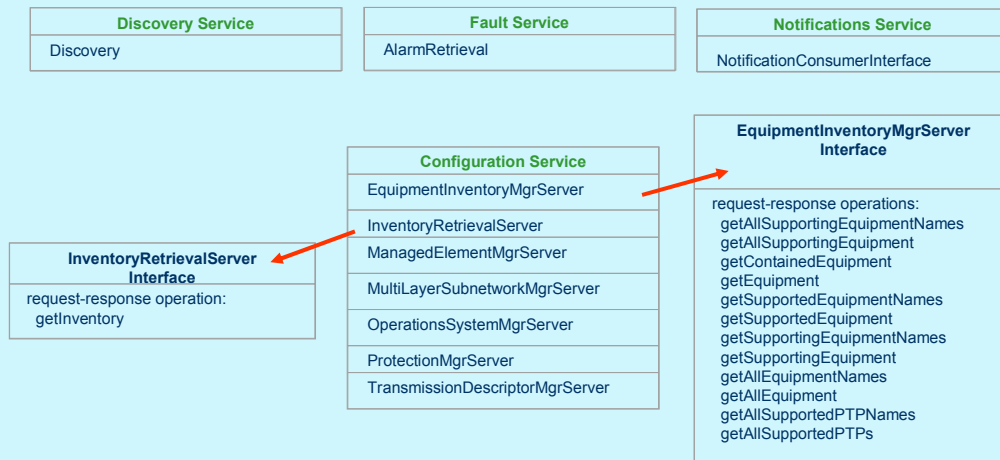 Discovery Service
Discovery
Fault Service
AlarmRetrieval
Notifications Service
NotificationConsumerInterface
EquipmentInventoryMgrServer
Interface
request-response operations:
getAllSupportingEquipmentNames
getAllSupportingEquipment
getContainedEquipment
getEquipment
getSupportedEquipmentNames
getSupportedEquipment
getSupportingEquipmentNames
getSupportingEquipment
getAllEquipmentNames
getAllEquipment
getAllSupportedPTPNames
getAllSupportedPTPs
Configuration Service
EquipmentInventoryMgrServer
InventoryRetrievalServer
ManagedElementMgrServer
MultiLayerSubnetworkMgrServer
OperationsSystemMgrServer
ProtectionMgrServer
TransmissionDescriptorMgrServer
InventoryRetrievalServer
Interface
request-response operation:
getInventory